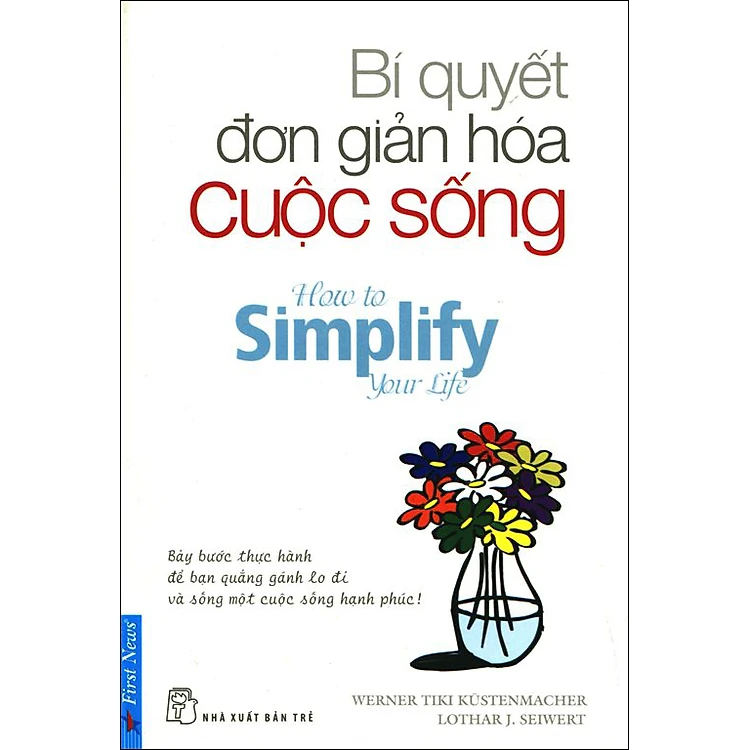 Bí quyết
đơn giản hóa
cuộc sống
How to
Simplify
Your Life
Bảy bước thực hành
để bạn quẳng gánh lo đi
và sống một cuộc sống hạnh phúc!
First News
T
NHÀ XUẤT BẢN TRẺ
WERNER TIKI KÜSTENMACHER
LOTHAR J. SEIWERT